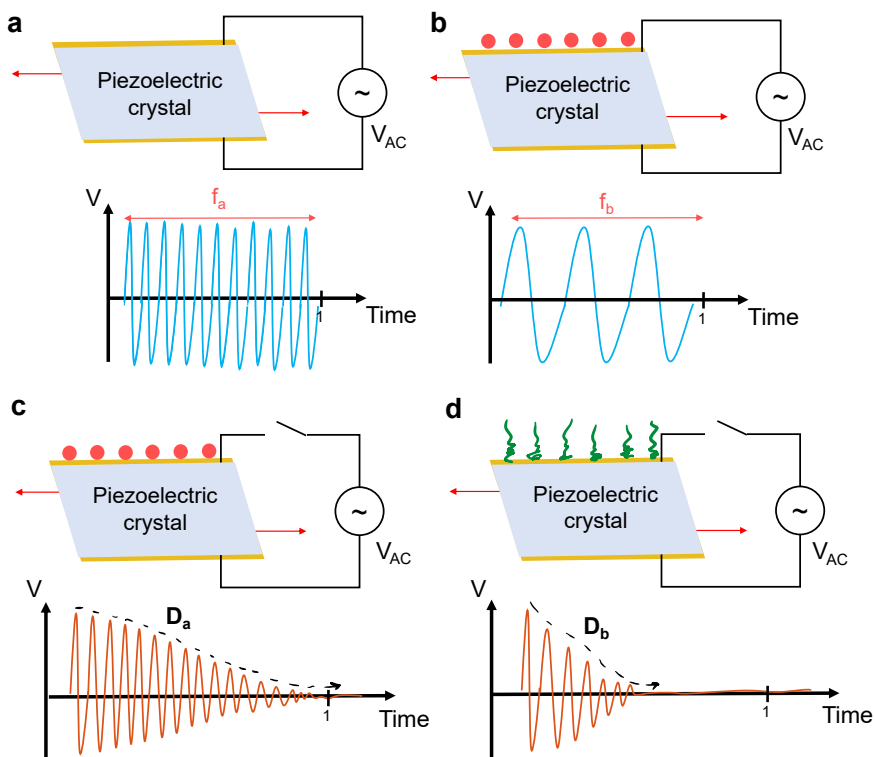 a
Piezoelectric
crystal
~
V_AC
V
f_a
1
Time
b
Piezoelectric
crystal
~
V_AC
V
f_b
1
Time
c
Piezoelectric
crystal
~
V_AC
V
D_a
1
Time
d
Piezoelectric
crystal
~
V_AC
V
D_b
1
Time